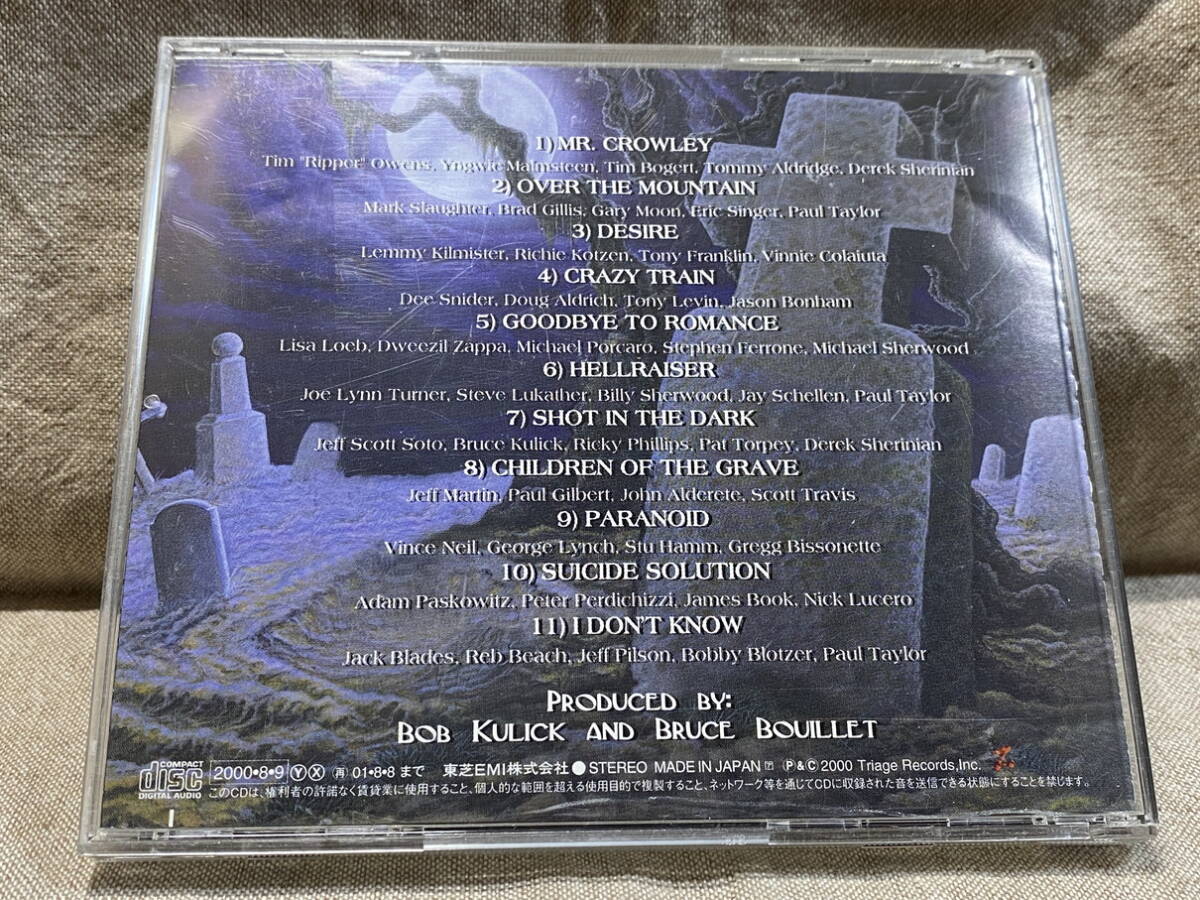 1) MR. CROWLEY
Tim "Ripper" Owens, Yngwie Malmsteen, Tim Bogert, Tommy Aldridge, Derek Sherinian
2) OVER THE MOUNTAIN
Mark Slaughter, Brad Gillis, Gary Moon, Eric Singer, Paul Taylor
3) DESIRE
Lemmy Kilmister, Richie Kotzen, Tony Franklin, Vinnie Colaiuta
4) CRAZY TRAIN
Dee Snider, Doug Aldrich, Tony Levin, Jason Bonham
5) GOODBYE TO ROMANCE
Lisa Loeb, Dweezil Zappa, Michael Porcaro, Stephen Ferrone, Michael Sherwood
6) HELLRAISER
Joe Lynn Turner, Steve Lukather, Billy Sherwood, Jay Schellen, Paul Taylor
7) SHOT IN THE DARK
Jeff Scott Soto, Bruce Kulick, Ricky Phillips, Pat Torpey, Derek Sherinian
8) CHILDREN OF THE GRAVE
Jeff Martin, Paul Gilbert, John Alderete, Scott Travis
9) PARANOID
Vince Neil, George Lynch, Stu Hamm, Gregg Bissonette
10) SUICIDE SOLUTION
Adam Paskowitz, Peter Perdichizzi, James Book, Nick Lucero
11) I DON'T KNOW
Jack Blades, Reb Beach, Jeff Pilson, Bobby Blotzer, Paul Taylor
PRODUCED BY:
BOB KULICK AND BRUCE BOUILLET
COMPACT disc DIGITAL AUDIO
2000•8•9 Ⓨ Ⓧ ㊞ 01•8•8 まで 東芝EMI株式会社 ● STEREO MADE IN JAPAN Ⓟ ℗&© 2000 Triage Records,Inc.
このCDは、権利者の許諾なく賃貸業に使用すること、個人的な範囲を超える使用目的で複製すること、ネットワーク等を通じてCDに収録された音を送信できる状態にすることを禁じます。